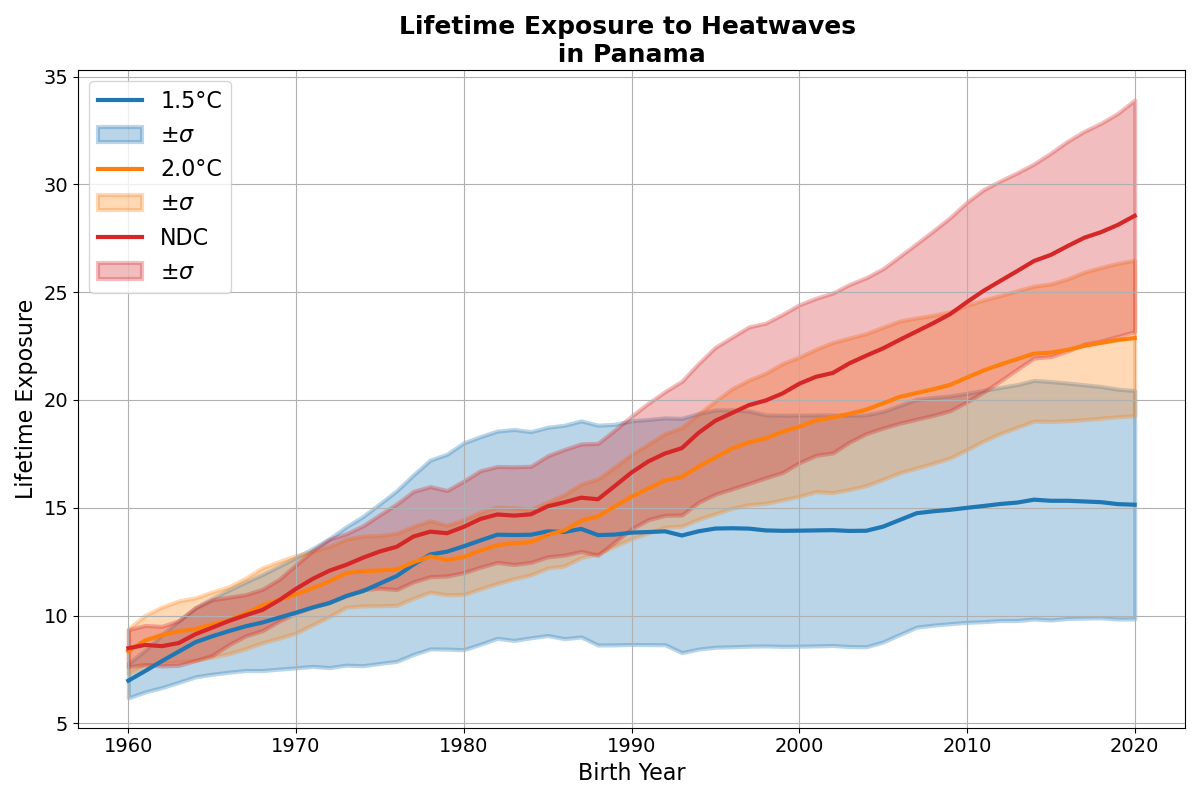 Lifetime Exposure to Heatwaves
in Panama
1.5°C
±σ
2.0°C
±σ
NDC
±σ
Lifetime Exposure
35
30
25
20
15
10
5
1960 1970 1980 1990 2000 2010 2020
Birth Year